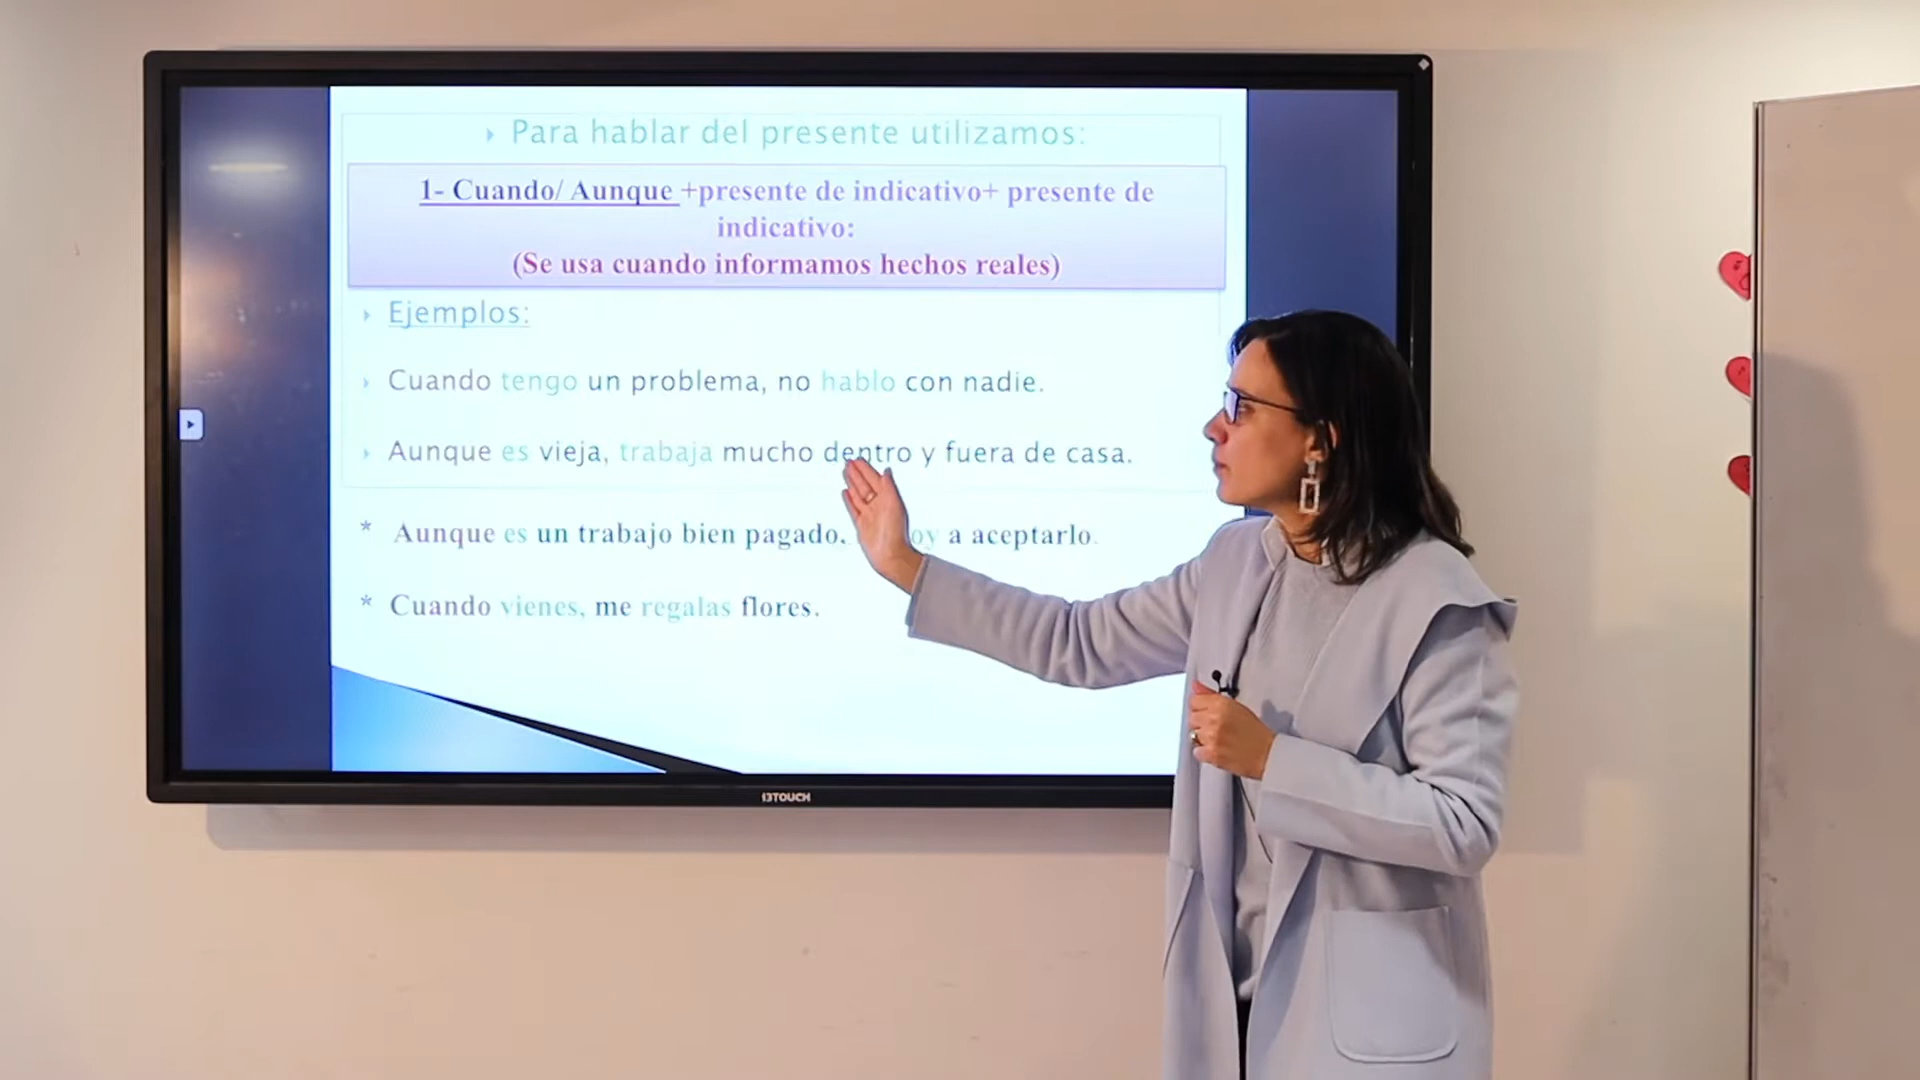 Para hablar del presente utilizamos:
1- Cuando/ Aunque +presente de indicativo+ presente de
indicativo:
(Se usa cuando informamos hechos reales)
Ejemplos:
Cuando tengo un problema, no hablo con nadie.
Aunque es vieja, trabaja mucho dentro y fuera de casa.
* Aunque es un trabajo bien pagado, a aceptarlo.
* Cuando vienes, me regalas flores.
i3TOUCH